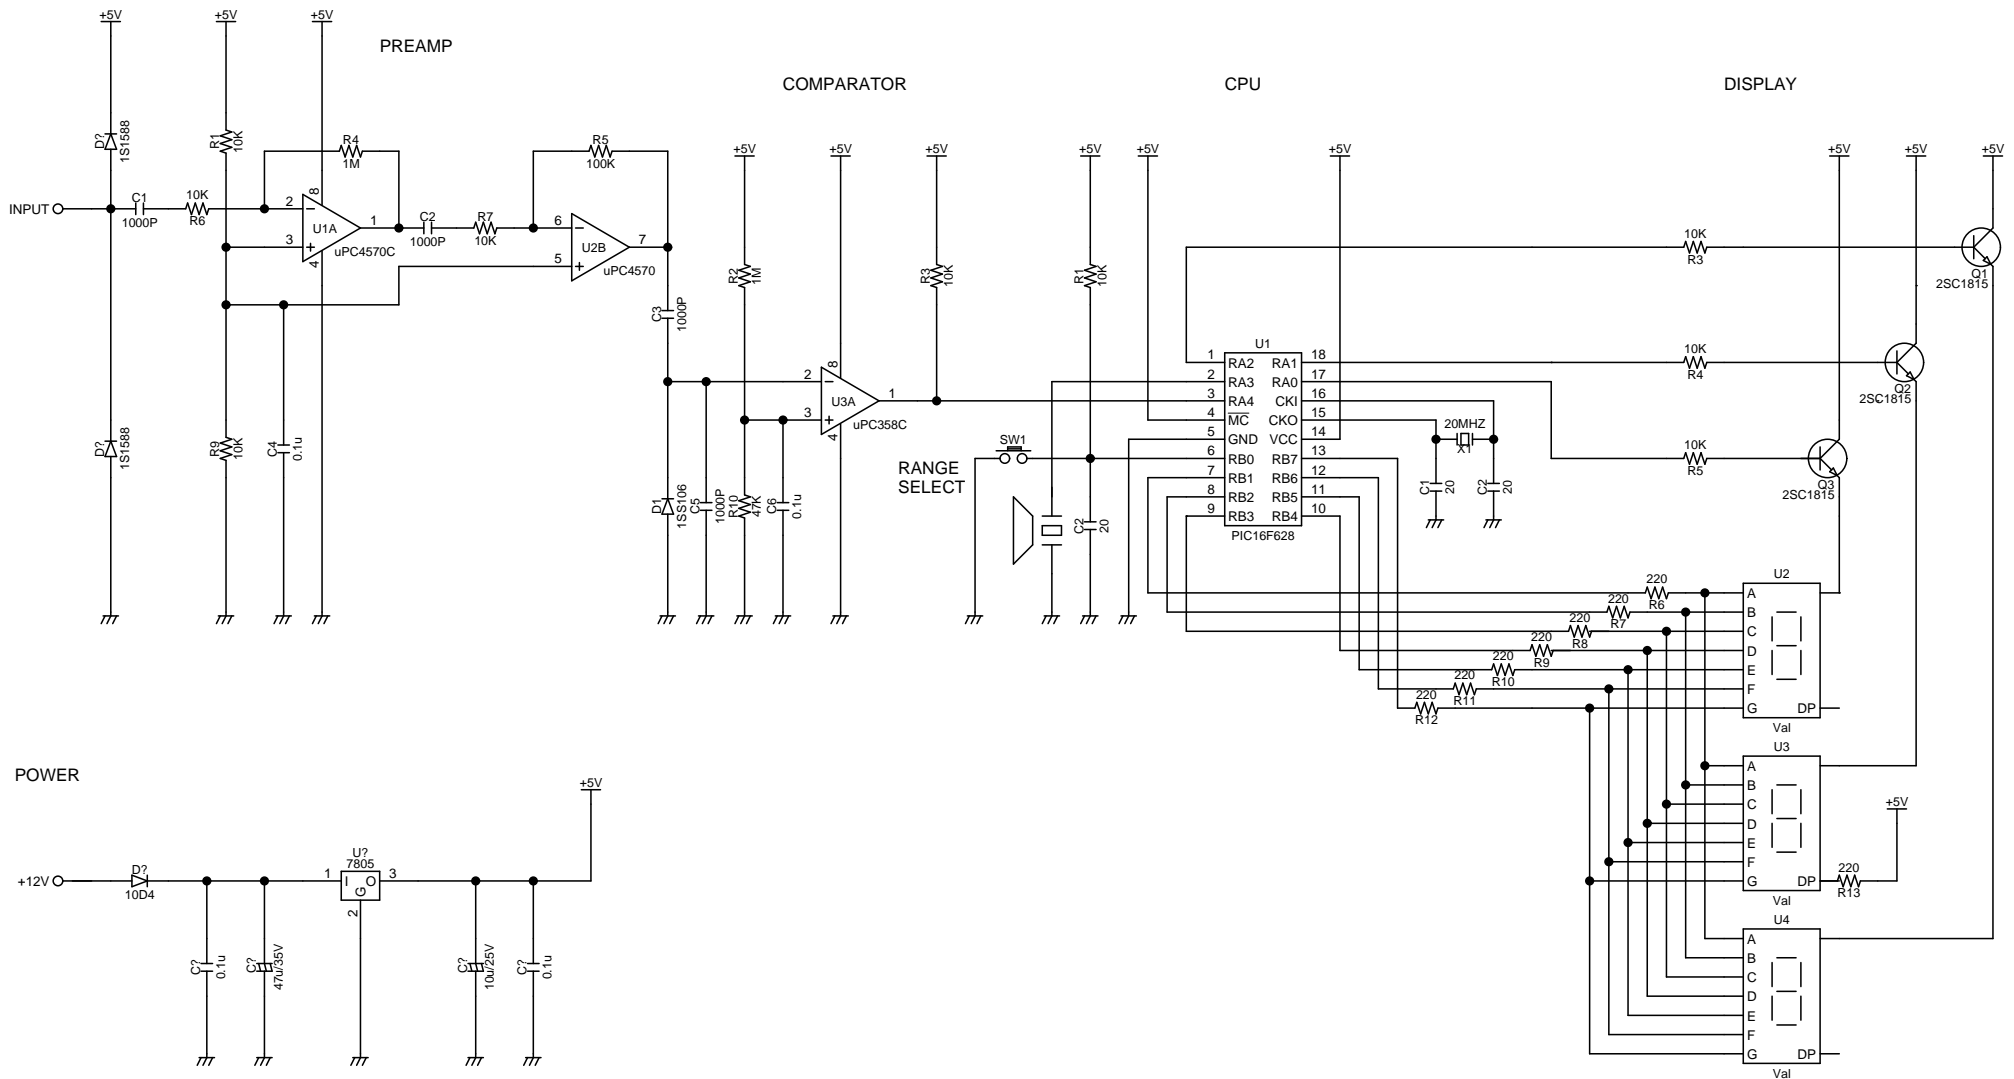 +5V
+5V
+5V
PREAMP
COMPARATOR
CPU
DISPLAY
D?
1S1588
R1
10K
R4
1M
R5
100K
+5V
+5V
+5V
+5V
+5V
+5V
+5V
+5V
+5V
INPUT
C1
1000P
10K
R6
2
3
8
4
1
U1A
uPC4570C
C2
1000P
R7
10K
6
5
7
U2B
uPC4570
C3
1000P
R2
1M
R3
10K
R1
10K
10K
R3
Q1
2SC1815
10K
R4
Q2
2SC1815
10K
R5
Q3
2SC1815
D?
1S1588
R9
10K
C4
0.1u
D1
1SS106
C5
1000P
R10
47K
C6
0.1u
2
3
8
4
1
U3A
uPC358C
RANGE
SELECT
SW1
C2
20
U1
1 RA2 RA1 18
2 RA3 RA0 17
3 RA4 CKI 16
4 MC CKO 15
5 GND VCC 14
6 RB0 RB7 13
7 RB1 RB6 12
8 RB2 RB5 11
9 RB3 RB4 10
PIC16F628
20MHZ
X1
C1
20
C2
20
220
R6
220
R7
220
R8
220
R9
220
R10
220
R11
220
R12
U2
A
B
C
D
E
F
G DP
Val
U3
A
B
C
D
E
F
G DP
Val
+5V
220
R13
U4
A
B
C
D
E
F
G DP
Val
POWER
+12V
D?
10D4
C?
0.1u
C?
47u/35V
U?
7805
1 I O 3
G
2
C?
10u/25V
C?
0.1u
+5V